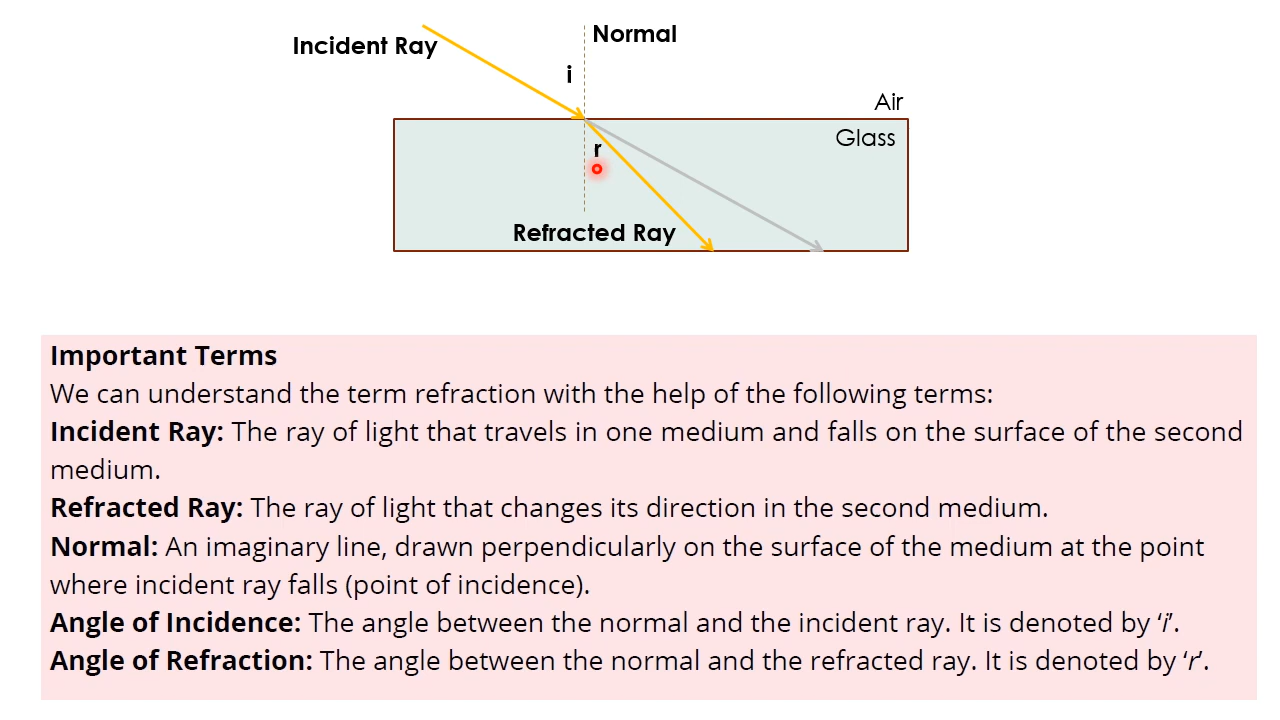 Normal
Incident Ray
i
Air
Glass
r
Refracted Ray
Important Terms
We can understand the term refraction with the help of the following terms:
Incident Ray: The ray of light that travels in one medium and falls on the surface of the second
medium.
Refracted Ray: The ray of light that changes its direction in the second medium.
Normal: An imaginary line, drawn perpendicularly on the surface of the medium at the point
where incident ray falls (point of incidence).
Angle of Incidence: The angle between the normal and the incident ray. It is denoted by ‘i’.
Angle of Refraction: The angle between the normal and the refracted ray. It is denoted by ‘r’.